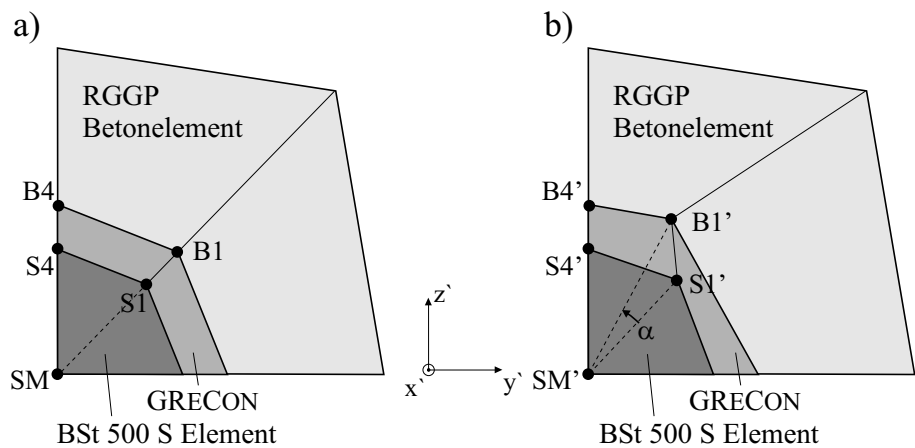 a)
RGGP
Betonelement
B4
S4
B1
S1
SM
GRECON
BSt 500 S Element
z`
y`
x`
b)
RGGP
Betonelement
B4’
S4’
B1’
S1’
α
SM’
GRECON
BSt 500 S Element